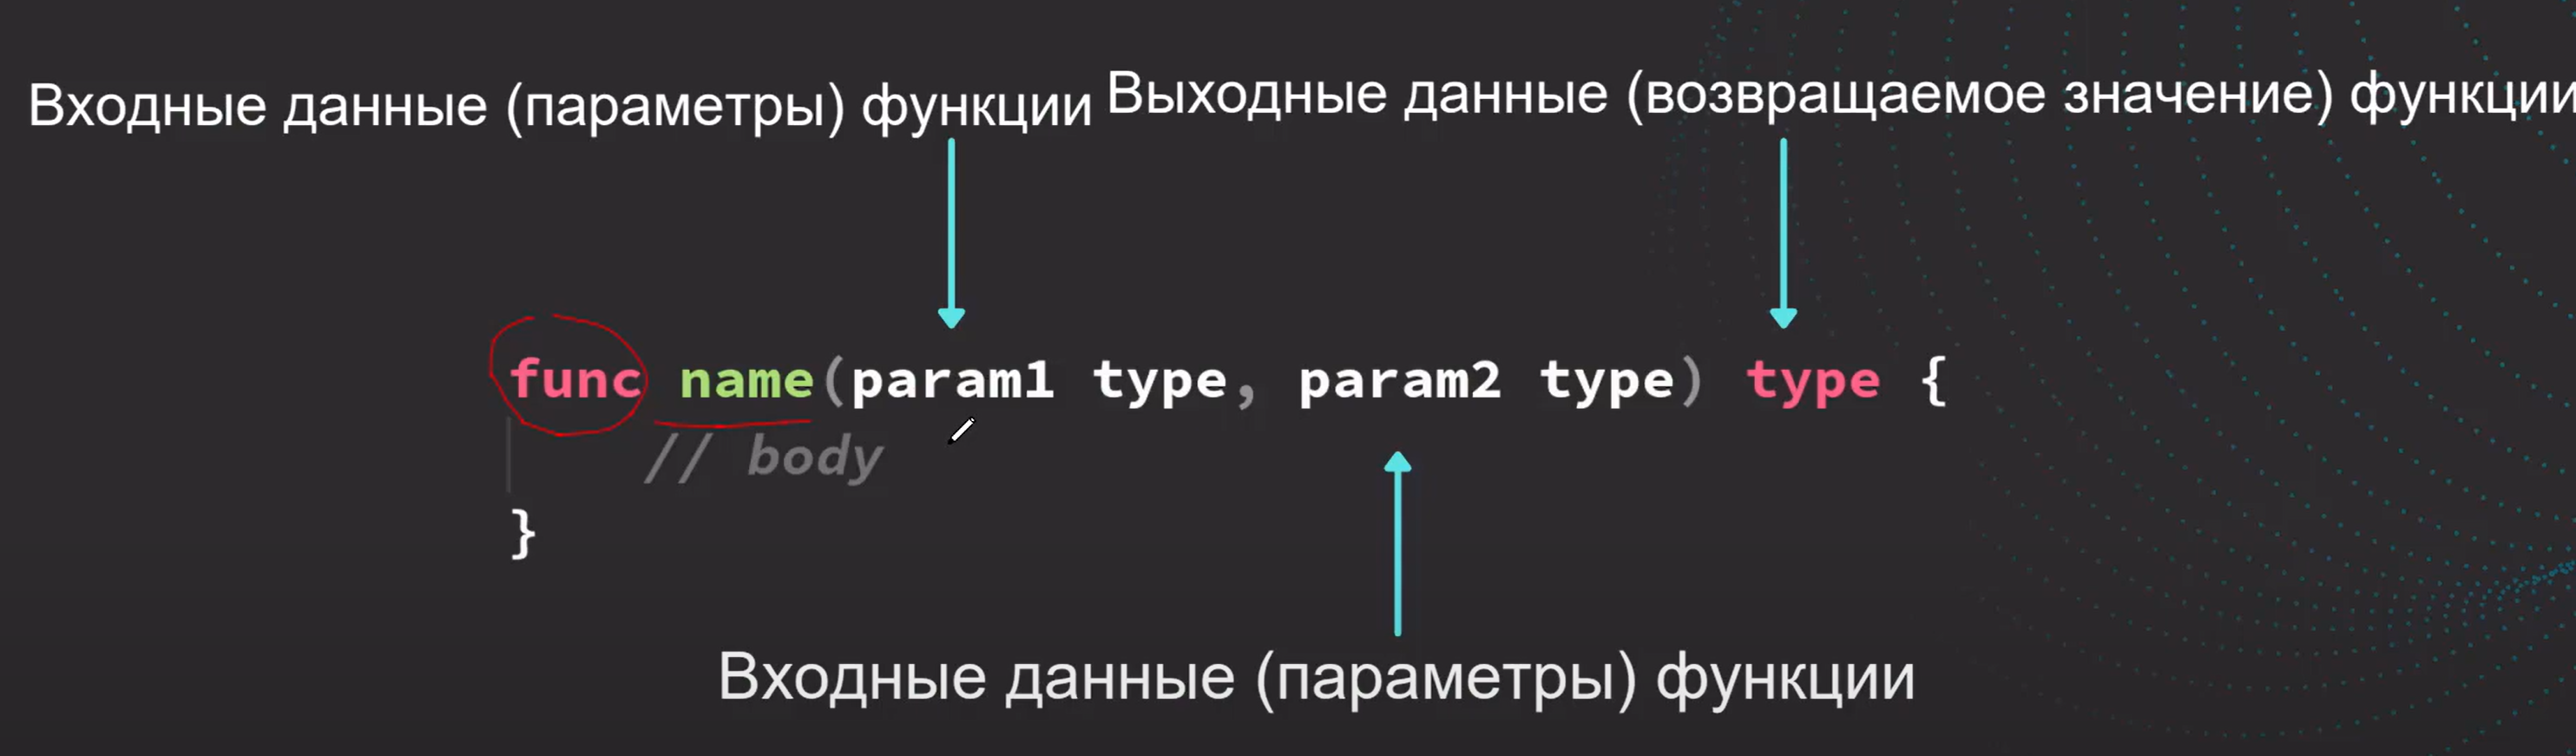 Входные данные (параметры) функции
Выходные данные (возвращаемое значение) функции
func name(param1 type, param2 type) type {
// body
}
Входные данные (параметры) функции